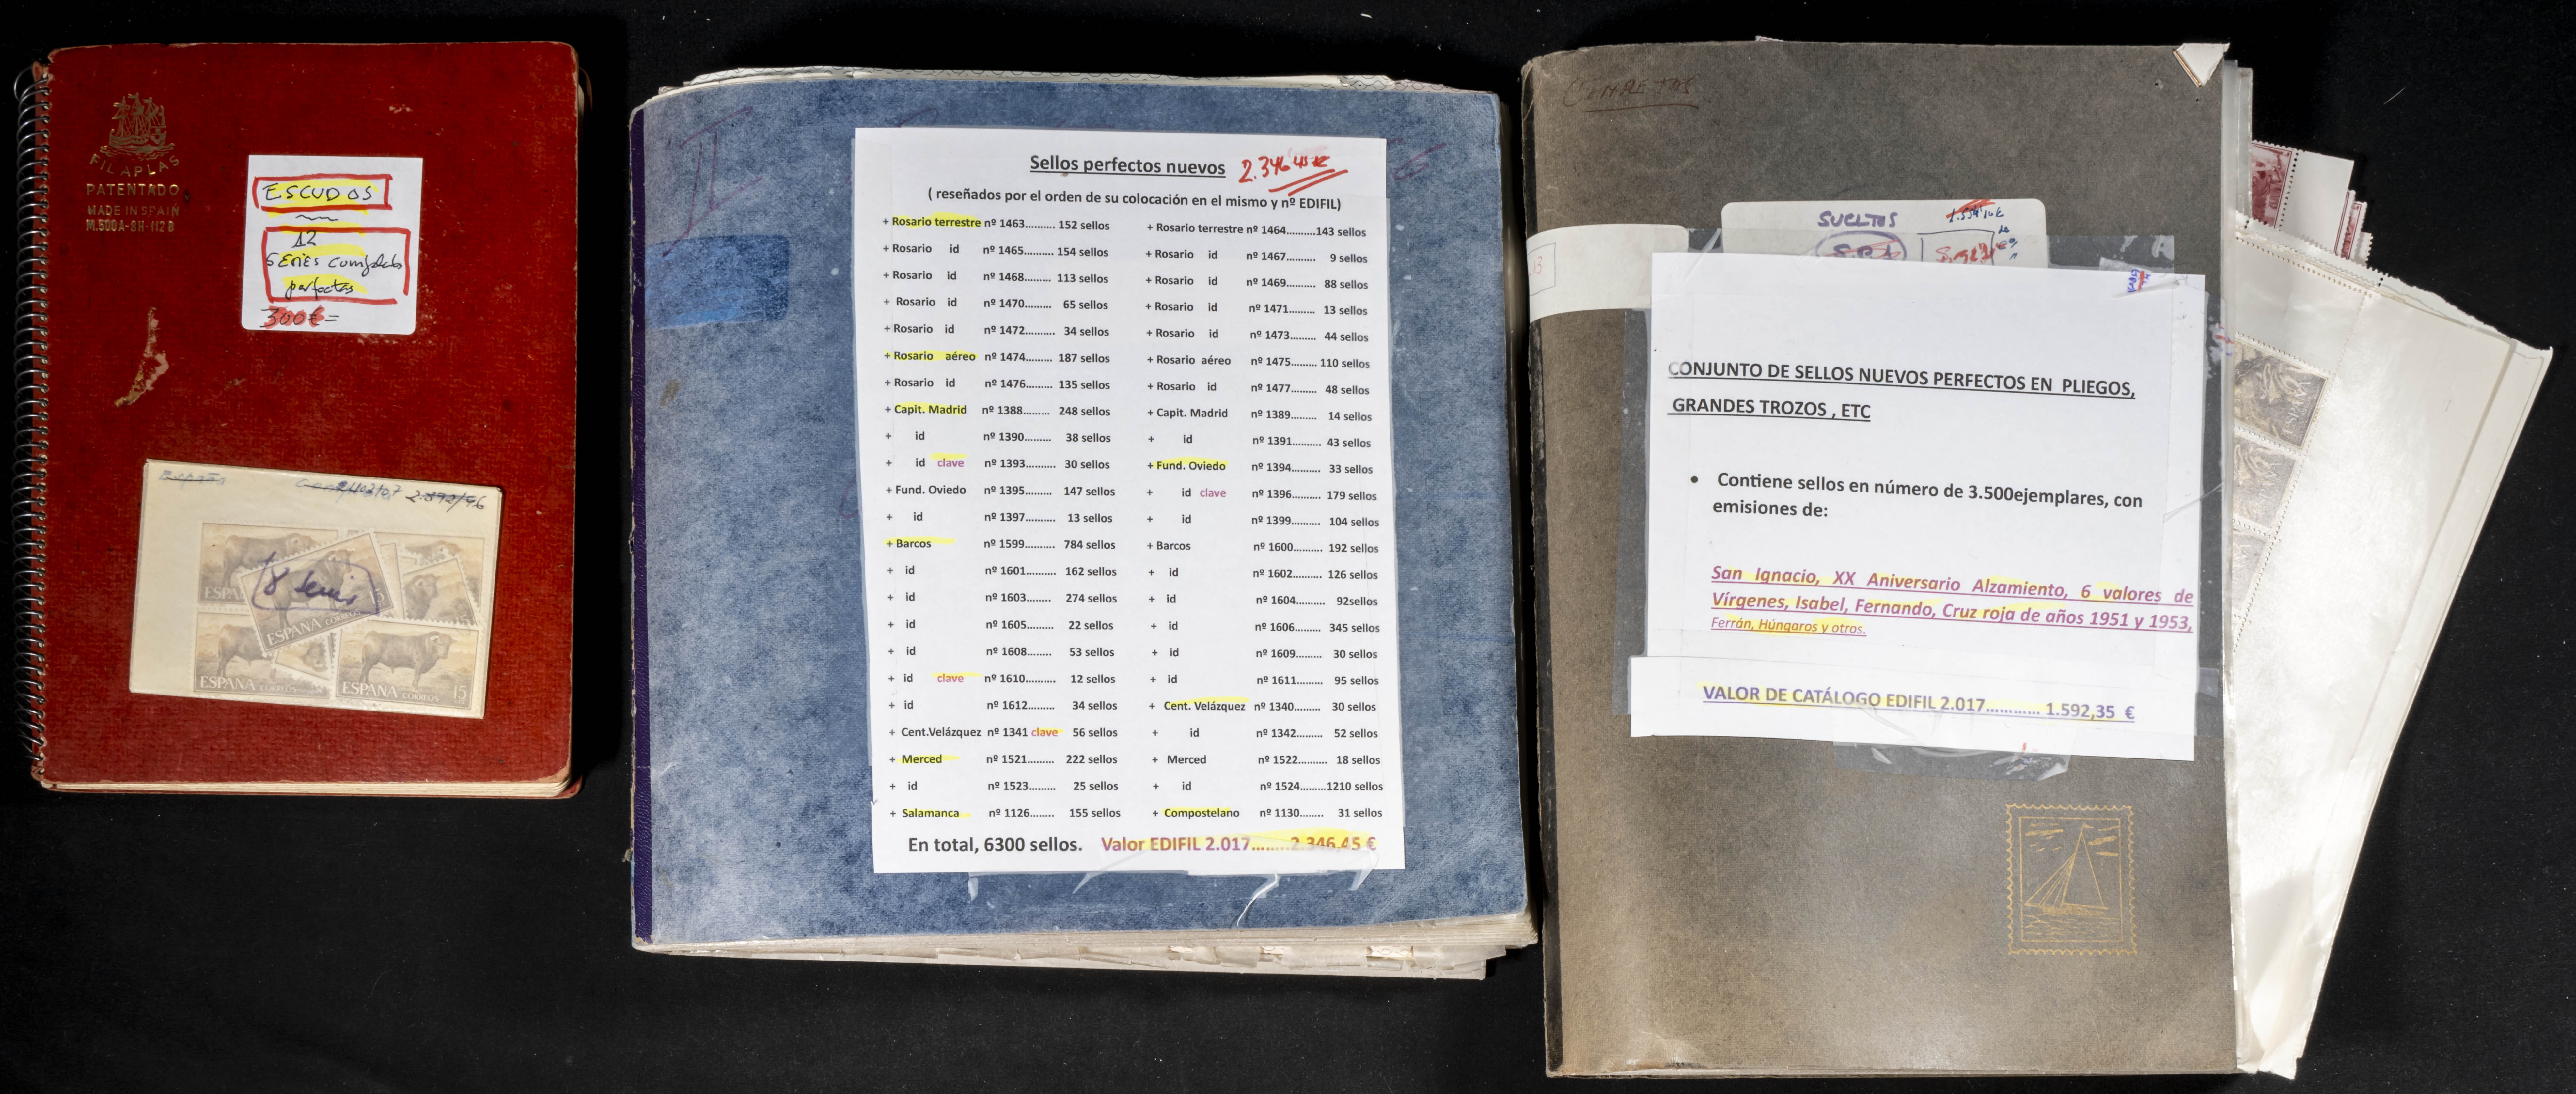 FILAPLAS
PATENTADO
MADE IN SPAIN
M.500A-8H-112 B
ESCUDOS
12
SERIES completas
perfectas
300€=
España
2.392/96
8 series
ESPAÑA CORREOS
ESPAÑA CORREOS
ESPAÑA CORREOS 15
II
Sellos perfectos nuevos 2.346,45€
( reseñados por el orden de su colocación en el mismo y nº EDIFIL)
+ Rosario terrestre nº 1463.......... 152 sellos + Rosario terrestre nº 1464..........143 sellos
+ Rosario id nº 1465.......... 154 sellos + Rosario id nº 1467.......... 9 sellos
+ Rosario id nº 1468......... 113 sellos + Rosario id nº 1469......... 88 sellos
+ Rosario id nº 1470......... 65 sellos + Rosario id nº 1471......... 13 sellos
+ Rosario id nº 1472.......... 34 sellos + Rosario id nº 1473......... 44 sellos
+ Rosario aéreo nº 1474......... 187 sellos + Rosario aéreo nº 1475......... 110 sellos
+ Rosario id nº 1476......... 135 sellos + Rosario id nº 1477......... 48 sellos
+ Capit. Madrid nº 1388......... 248 sellos + Capit. Madrid nº 1389......... 14 sellos
+ id nº 1390......... 38 sellos + id nº 1391......... 43 sellos
+ id clave nº 1393.......... 30 sellos + Fund. Oviedo nº 1394.......... 33 sellos
+ Fund. Oviedo nº 1395.......... 147 sellos + id clave nº 1396.......... 179 sellos
+ id nº 1397.......... 13 sellos + id nº 1399.......... 104 sellos
+ Barcos nº 1599.......... 784 sellos + Barcos nº 1600.......... 192 sellos
+ id nº 1601.......... 162 sellos + id nº 1602.......... 126 sellos
+ id nº 1603........ 274 sellos + id nº 1604.......... 92sellos
+ id nº 1605......... 22 sellos + id nº 1606......... 345 sellos
+ id nº 1608........ 53 sellos + id nº 1609......... 30 sellos
+ id clave nº 1610......... 12 sellos + id nº 1611......... 95 sellos
+ id nº 1612......... 34 sellos + Cent. Velázquez nº 1340......... 30 sellos
+ Cent.Velázquez nº 1341 clave 56 sellos + id nº 1342......... 52 sellos
+ Merced nº 1521......... 222 sellos + Merced nº 1522.......... 18 sellos
+ id nº 1523......... 25 sellos + id nº 1524.........1210 sellos
+ Salamanca nº 1126........ 155 sellos + Compostelano nº 1130........ 31 sellos
En total, 6300 sellos. Valor EDIFIL 2.017.........2.346,45 €
SUELTOS
CONJUNTO DE SELLOS NUEVOS PERFECTOS EN PLIEGOS,
GRANDES TROZOS , ETC
• Contiene sellos en número de 3.500ejemplares, con
emisiones de:
San Ignacio, XX Aniversario Alzamiento, 6 valores de
Vírgenes, Isabel, Fernando, Cruz roja de años 1951 y 1953,
Ferrán, Húngaros y otros.
VALOR DE CATÁLOGO EDIFIL 2.017............ 1.592,35 €